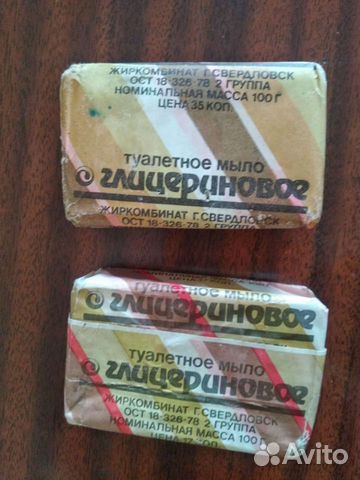 ЖИРКОМБИНАТ Г.СВЕРДЛОВСК
ОСТ 18-326-78 2 ГРУППА
НОМИНАЛЬНАЯ МАССА 100 Г
ЦЕНА 35 КОП.
туалетное мыло
глицериновое
ЖИРКОМБИНАТ Г.СВЕРДЛОВСК
ОСТ 18-326-78 2 ГРУППА
туалетное мыло
глицериновое
туалетное мыло
глицериновое
ЖИРКОМБИНАТ Г.СВЕРДЛОВСК
ОСТ 18-326-78 2 ГРУППА
НОМИНАЛЬНАЯ МАССА 100 Г
ЦЕНА КОП
Avito